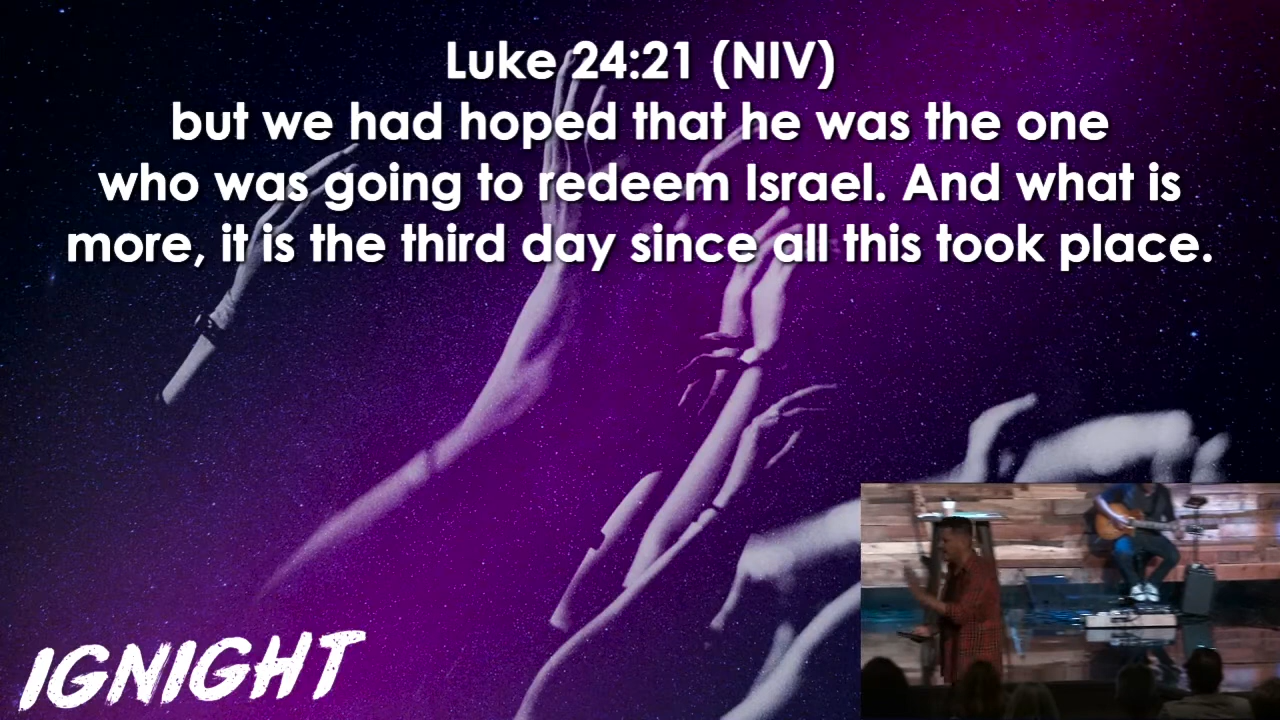 Luke 24:21 (NIV)
but we had hoped that he was the one
who was going to redeem Israel. And what is
more, it is the third day since all this took place.
IGNIGHT